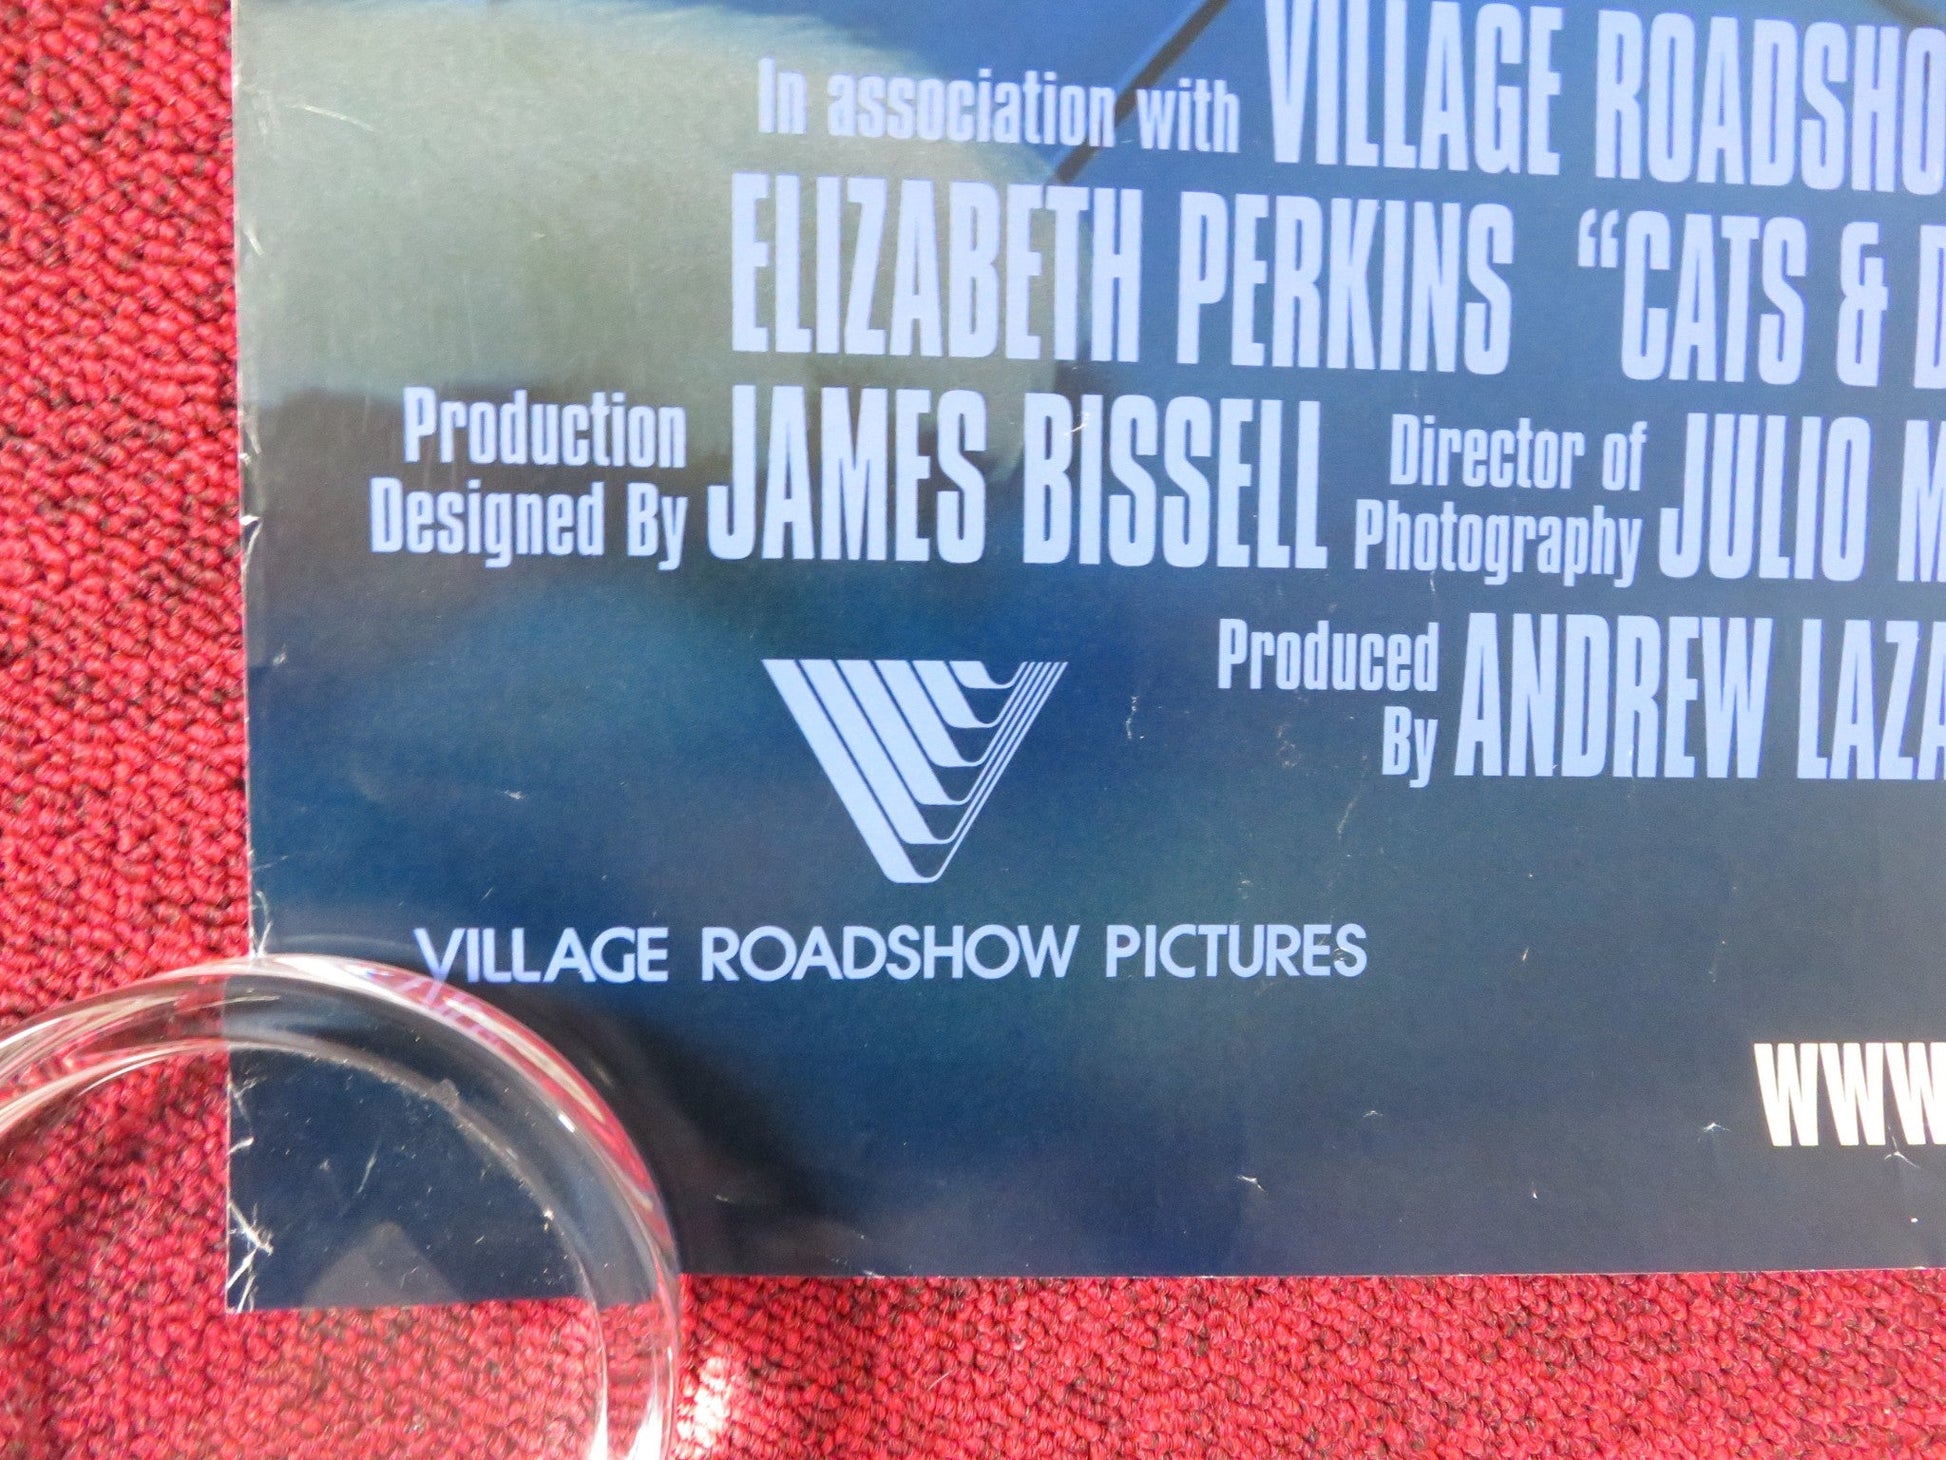 In association with VILLAGE ROADSHO
ELIZABETH PERKINS “CATS & D
Production Designed By JAMES BISSELL Director of Photography JULIO M
Produced By ANDREW LAZA
VILLAGE ROADSHOW PICTURES
WWW